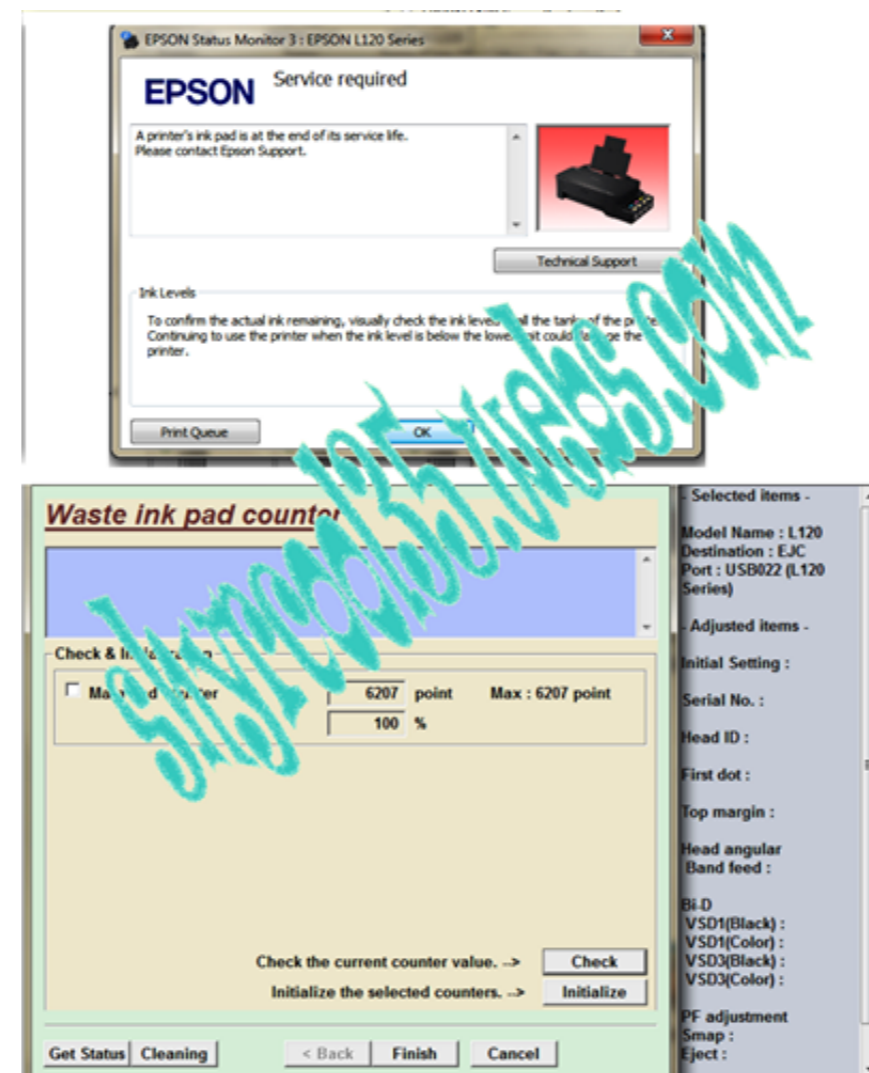 EPSON Status Monitor 3 : EPSON L120 Series
EPSON
Service required
A printer's ink pad is at the end of its service life.
Please contact Epson Support.
Technical Support
Ink Levels
To confirm the actual ink remaining, visually check the ink all the of the
Continuing to use the printer when the ink level is below the the
printer.
Print Queue
OK
Waste ink pad counter
Check &
6207 point Max : 6207 point
100 %
Check the current counter value. --> Check
Initialize the selected counters. --> Initialize
Get Status Cleaning < Back Finish Cancel
- Selected items -
Model Name : L120
Destination : EJC
Port : USB022 (L120
Series)
- Adjusted items -
Initial Setting :
Serial No. :
Head ID :
First dot :
Top margin :
Head angular
Band feed :
Bi-D
VSD1(Black) :
VSD1(Color) :
VSD3(Black) :
VSD3(Color) :
PF adjustment
Smap :
Eject :